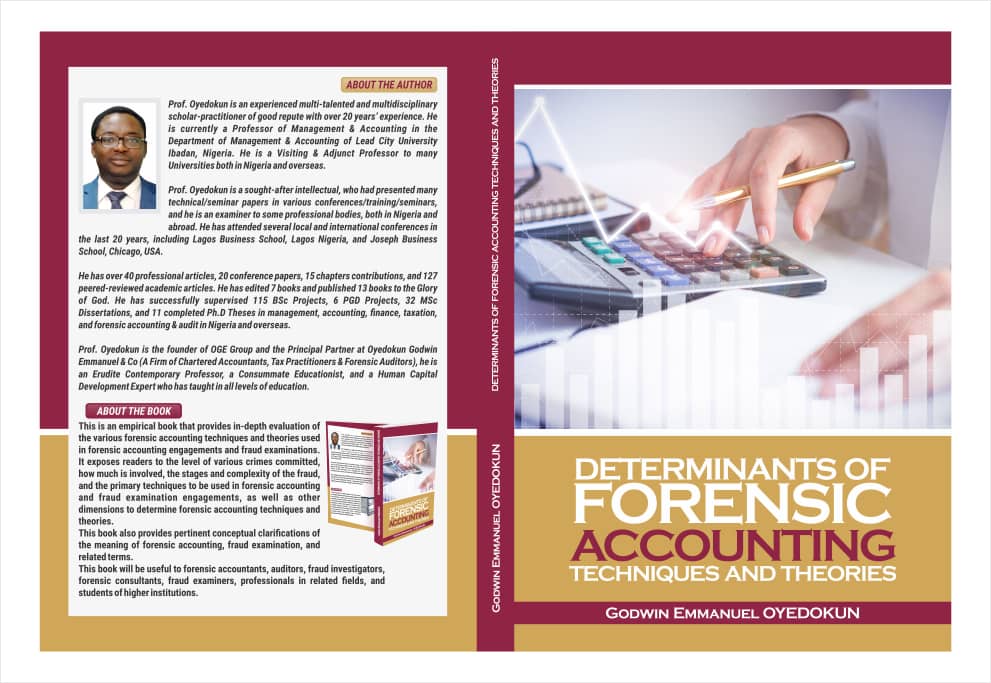 ABOUT THE AUTHOR
Prof. Oyedokun is an experienced multi-talented and multidisciplinary
scholar-practitioner of good repute with over 20 years' experience. He
is currently a Professor of Management & Accounting in the
Department of Management & Accounting of Lead City University
Ibadan, Nigeria. He is a Visiting & Adjunct Professor to many
Universities both in Nigeria and overseas.
Prof. Oyedokun is a sought-after intellectual, who had presented many
technical/seminar papers in various conferences/training/seminars,
and he is an examiner to some professional bodies, both in Nigeria and
abroad. He has attended several local and international conferences in
the last 20 years, including Lagos Business School, Lagos Nigeria, and Joseph Business
School, Chicago, USA.
He has over 40 professional articles, 20 conference papers, 15 chapters contributions, and 127
peered-reviewed academic articles. He has edited 7 books and published 13 books to the Glory
of God. He has successfully supervised 115 BSc Projects, 6 PGD Projects, 32 MSc
Dissertations, and 11 completed Ph.D Theses in management, accounting, finance, taxation,
and forensic accounting & audit in Nigeria and overseas.
Prof. Oyedokun is the founder of OGE Group and the Principal Partner at Oyedokun Godwin
Emmanuel & Co (A Firm of Chartered Accountants, Tax Practitioners & Forensic Auditors), he is
an Erudite Contemporary Professor, a Consummate Educationist, and a Human Capital
Development Expert who has taught in all levels of education.
ABOUT THE BOOK
This is an empirical book that provides in-depth evaluation of
the various forensic accounting techniques and theories used
in forensic accounting engagements and fraud examinations.
It exposes readers to the level of various crimes committed,
how much is involved, the stages and complexity of the fraud,
and the primary techniques to be used in forensic accounting
and fraud examination engagements, as well as other
dimensions to determine forensic accounting techniques and
theories.
This book also provides pertinent conceptual clarifications of
the meaning of forensic accounting, fraud examination, and
related terms.
This book will be useful to forensic accountants, auditors, fraud investigators,
forensic consultants, fraud examiners, professionals in related fields, and
students of higher institutions.
DETERMINANTS OF
FORENSIC
ACCOUNTING
DETERMINANTS OF FORENSIC ACCOUNTING TECHNIQUES AND THEORIES
GODWIN EMMANUEL OYEDOKUN
DETERMINANTS OF
FORENSIC
ACCOUNTING
TECHNIQUES AND THEORIES
GODWIN EMMANUEL OYEDOKUN